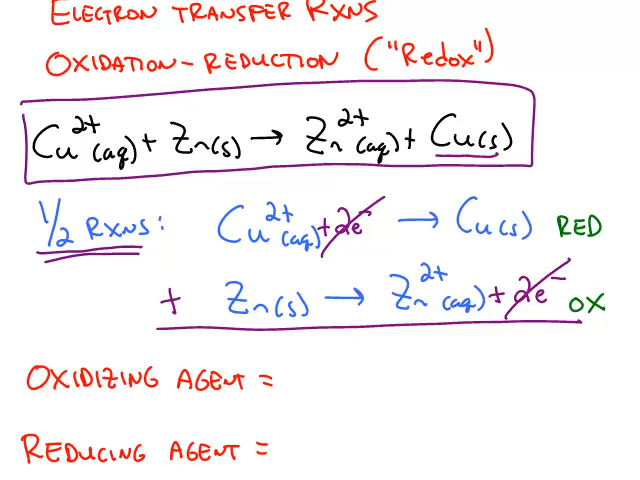 ELECTRON TRANSFER RXNS
OXIDATION-REDUCTION ("Redox")
Cu²⁺(aq) + Zn(s) → Zn²⁺(aq) + Cu(s)
1/2 RXNS: Cu²⁺(aq) + 2e⁻ → Cu(s) RED
+ Zn(s) → Zn²⁺(aq) + 2e⁻ OX
OXIDIZING AGENT =
REDUCING AGENT =